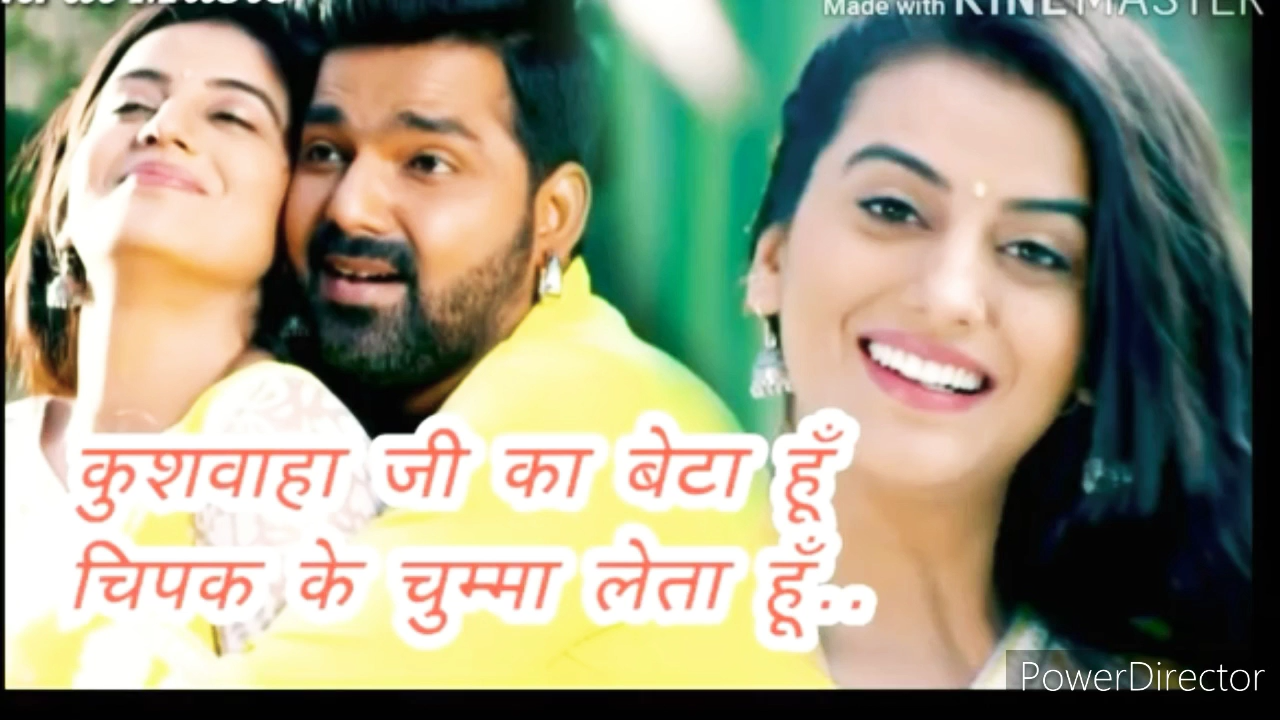 Made with KINEMASTER
कुशवाहा जी का बेटा हूँ
चिपक के चुम्मा लेता हूँ..
PowerDirector